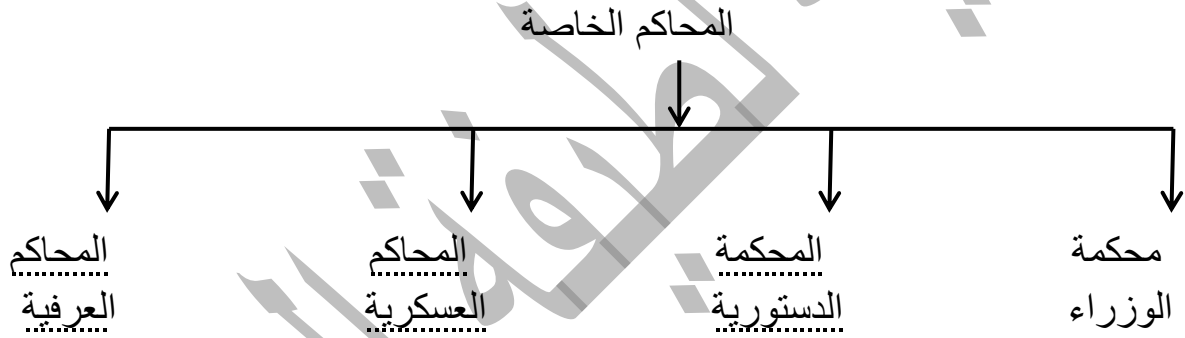 المحاكم الخاصة
محكمة الوزراء
المحكمة الدستورية
المحاكم العسكرية
المحاكم العرفية